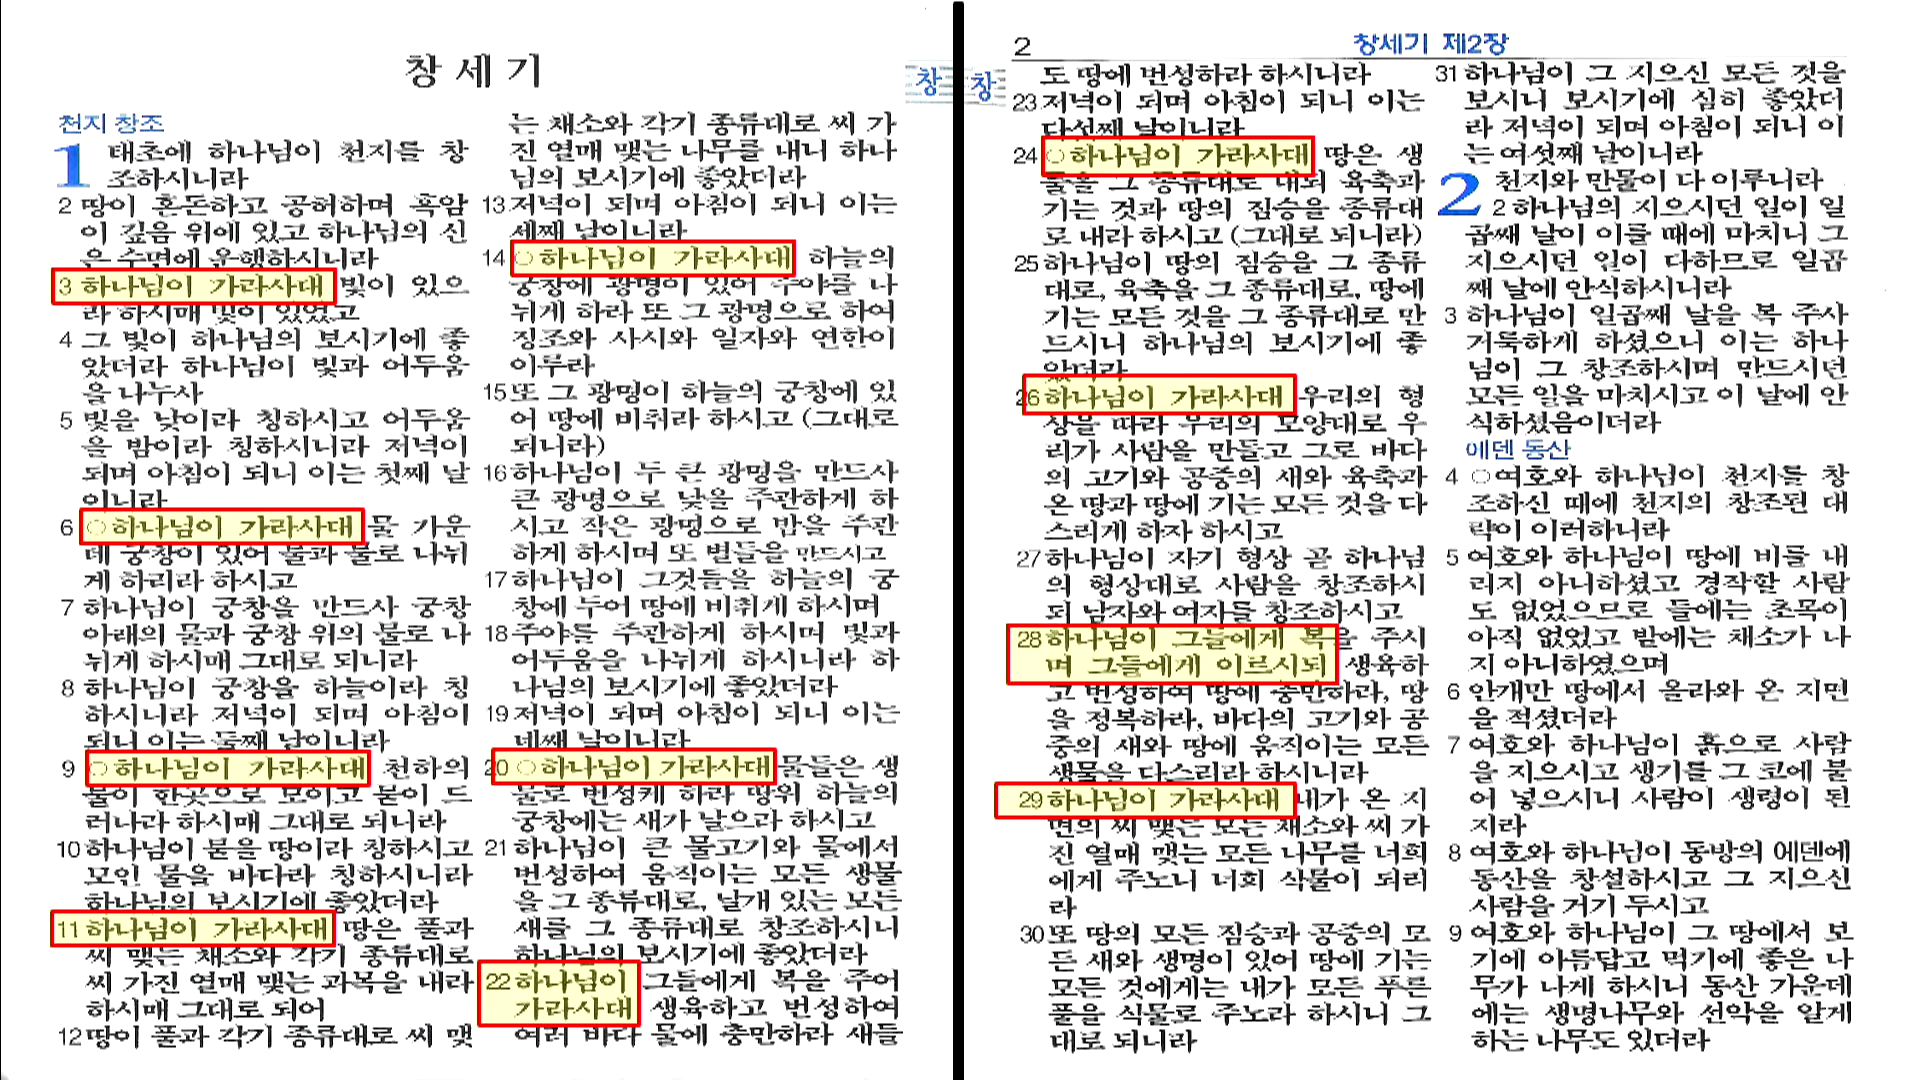 창세기
창
천지 창조
1 태초에 하나님이 천지를 창
조하시니라
2 땅이 혼돈하고 공허하며 흑암
이 깊음 위에 있고 하나님의 신
은 수면에 운행하시니라
3 하나님이 가라사대 빛이 있으
라 하시매 빛이 있었고
4 그 빛이 하나님의 보시기에 좋
았더라 하나님이 빛과 어두움
을 나누사
5 빛을 낮이라 칭하시고 어두움
을 밤이라 칭하시니라 저녁이
되며 아침이 되니 이는 첫째 날
이니라
6 ○하나님이 가라사대 물 가운
데 궁창이 있어 물과 물로 나뉘
게 하리라 하시고
7 하나님이 궁창을 만드사 궁창
아래의 물과 궁창 위의 물로 나
뉘게 하시매 그대로 되니라
8 하나님이 궁창을 하늘이라 칭
하시니라 저녁이 되며 아침이
되니 이는 둘째 날이니라
9 ○하나님이 가라사대 천하의
물이 한곳으로 모이고 뭍이 드
러나라 하시매 그대로 되니라
10 하나님이 뭍을 땅이라 칭하시고
모인 물을 바다라 칭하시니라
하나님의 보시기에 좋았더라
11 하나님이 가라사대 땅은 풀과
씨 맺는 채소와 각기 종류대로
씨 가진 열매 맺는 과목을 내라
하시매 그대로 되어
12 땅이 풀과 각기 종류대로 씨 맺
는 채소와 각기 종류대로 씨 가
진 열매 맺는 나무를 내니 하나
님의 보시기에 좋았더라
13 저녁이 되며 아침이 되니 이는
세째 날이니라
14 ○하나님이 가라사대 하늘의
궁창에 광명이 있어 주야를 나
뉘게 하라 또 그 광명으로 하여
징조와 사시와 일자와 연한이
이루라
15 또 그 광명이 하늘의 궁창에 있
어 땅에 비취라 하시고 (그대로
되니라)
16 하나님이 두 큰 광명을 만드사
큰 광명으로 낮을 주관하게 하
시고 작은 광명으로 밤을 주관
하게 하시며 또 별들을 만드시고
17 하나님이 그것들을 하늘의 궁
창에 두어 땅에 비취게 하시며
18 주야를 주관하게 하시며 빛과
어두움을 나뉘게 하시니라 하
나님의 보시기에 좋았더라
19 저녁이 되며 아침이 되니 이는
네째 날이니라
20 ○하나님이 가라사대 물들은 생
물로 번성케 하라 땅위 하늘의
궁창에는 새가 날으라 하시고
21 하나님이 큰 물고기와 물에서
번성하여 움직이는 모든 생물
을 그 종류대로, 날개 있는 모든
새를 그 종류대로 창조하시니
하나님의 보시기에 좋았더라
22 하나님이 그들에게 복을 주어
가라사대 생육하고 번성하여
여러 바다 물에 충만하라 새들
2
창세기 제2장
창
도 땅에 번성하라 하시니라
23 저녁이 되며 아침이 되니 이는
다섯째 날이니라
24 ○하나님이 가라사대 땅은 생
물을 그 종류대로 내되 육축과
기는 것과 땅의 짐승을 종류대
로 내라 하시고 (그대로 되니라)
25 하나님이 땅의 짐승을 그 종류
대로, 육축을 그 종류대로, 땅에
기는 모든 것을 그 종류대로 만
드시니 하나님의 보시기에 좋
았더라
26 하나님이 가라사대 우리의 형
상을 따라 우리의 모양대로 우
리가 사람을 만들고 그로 바다
의 고기와 공중의 새와 육축과
온 땅과 땅에 기는 모든 것을 다
스리게 하자 하시고
27 하나님이 자기 형상 곧 하나님
의 형상대로 사람을 창조하시
되 남자와 여자를 창조하시고
28 하나님이 그들에게 복을 주시
며 그들에게 이르시되 생육하
고 번성하여 땅에 충만하라, 땅
을 정복하라, 바다의 고기와 공
중의 새와 땅에 움직이는 모든
생물을 다스리라 하시니라
29 하나님이 가라사대 내가 온 지
면의 씨 맺는 모든 채소와 씨 가
진 열매 맺는 모든 나무를 너희
에게 주노니 너희 식물이 되리
라
30 또 땅의 모든 짐승과 공중의 모
든 새와 생명이 있어 땅에 기는
모든 것에게는 내가 모든 푸른
풀을 식물로 주노라 하시니 그
대로 되니라
31 하나님이 그 지으신 모든 것을
보시니 보시기에 심히 좋았더
라 저녁이 되며 아침이 되니 이
는 여섯째 날이니라
2 천지와 만물이 다 이루니라
2 하나님의 지으시던 일이 일
곱째 날이 이를 때에 마치니 그
지으시던 일이 다하므로 일곱
째 날에 안식하시니라
3 하나님이 일곱째 날을 복 주사
거룩하게 하셨으니 이는 하나
님이 그 창조하시며 만드시던
모든 일을 마치시고 이 날에 안
식하셨음이더라
에덴 동산
4 ○여호와 하나님이 천지를 창
조하신 때에 천지의 창조된 대
략이 이러하니라
5 여호와 하나님이 땅에 비를 내
리지 아니하셨고 경작할 사람
도 없었으므로 들에는 초목이
아직 없었고 밭에는 채소가 나
지 아니하였으며
6 안개만 땅에서 올라와 온 지면
을 적셨더라
7 여호와 하나님이 흙으로 사람
을 지으시고 생기를 그 코에 불
어 넣으시니 사람이 생령이 된
지라
8 여호와 하나님이 동방의 에덴에
동산을 창설하시고 그 지으신
사람을 거기 두시고
9 여호와 하나님이 그 땅에서 보
기에 아름답고 먹기에 좋은 나
무가 나게 하시니 동산 가운데
에는 생명나무와 선악을 알게
하는 나무도 있더라